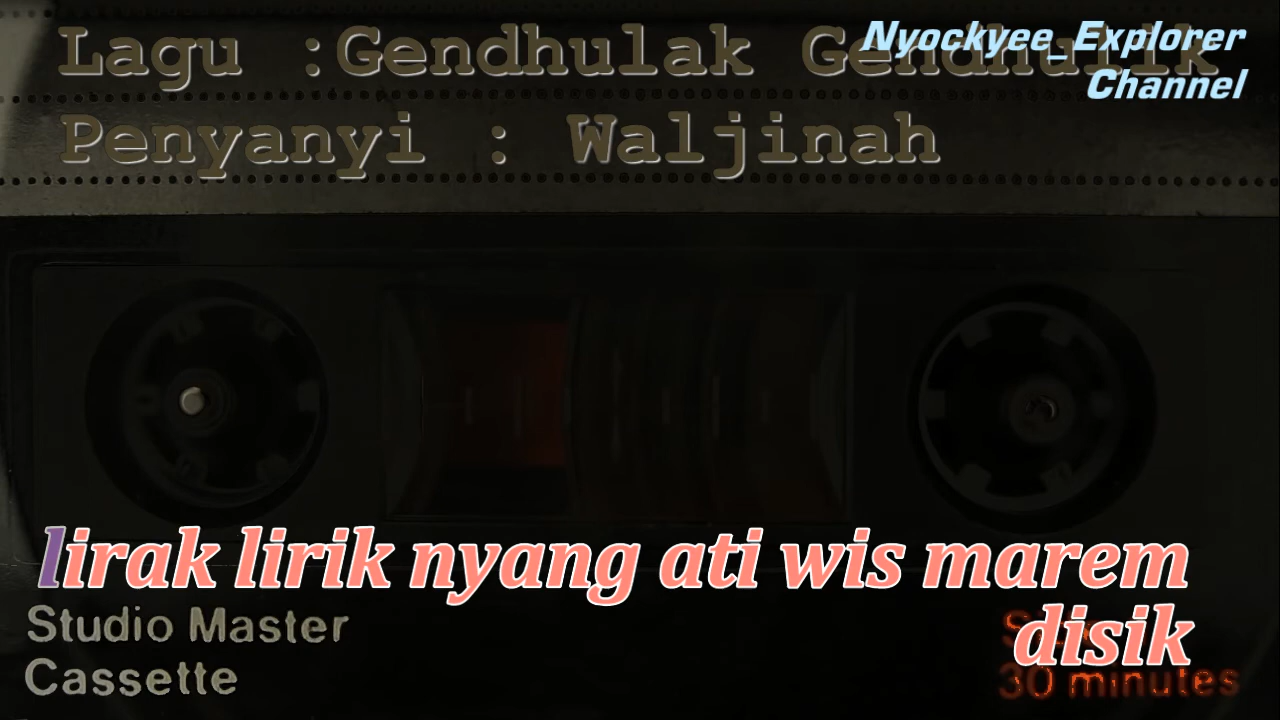 Lagu :Gendhulak Gendhulik
Nyockyee_Explorer
Channel
Penyanyi : Waljinah
lirak lirik nyang ati wis marem
disik
Studio Master
Cassette
30 minutes